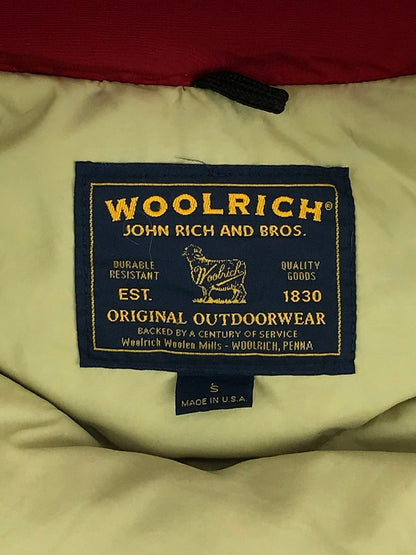 WOOLRICH®
JOHN RICH AND BROS.
DURABLE RESISTANT
Woolrich
QUALITY GOODS
EST. 1830
ORIGINAL OUTDOORWEAR
BACKED BY A CENTURY OF SERVICE
Woolrich Woolen Mills - WOOLRICH, PENNA
S
MADE IN U.S.A.